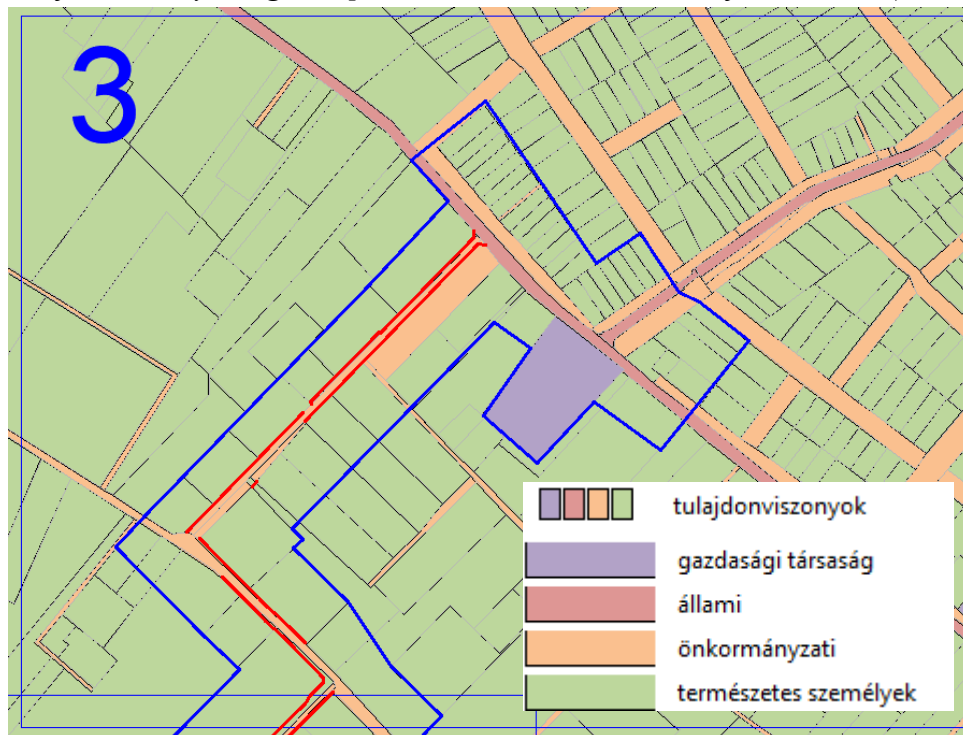 3
tulajdonviszonyok
gazdasági társaság
állami
önkormányzati
természetes személyek